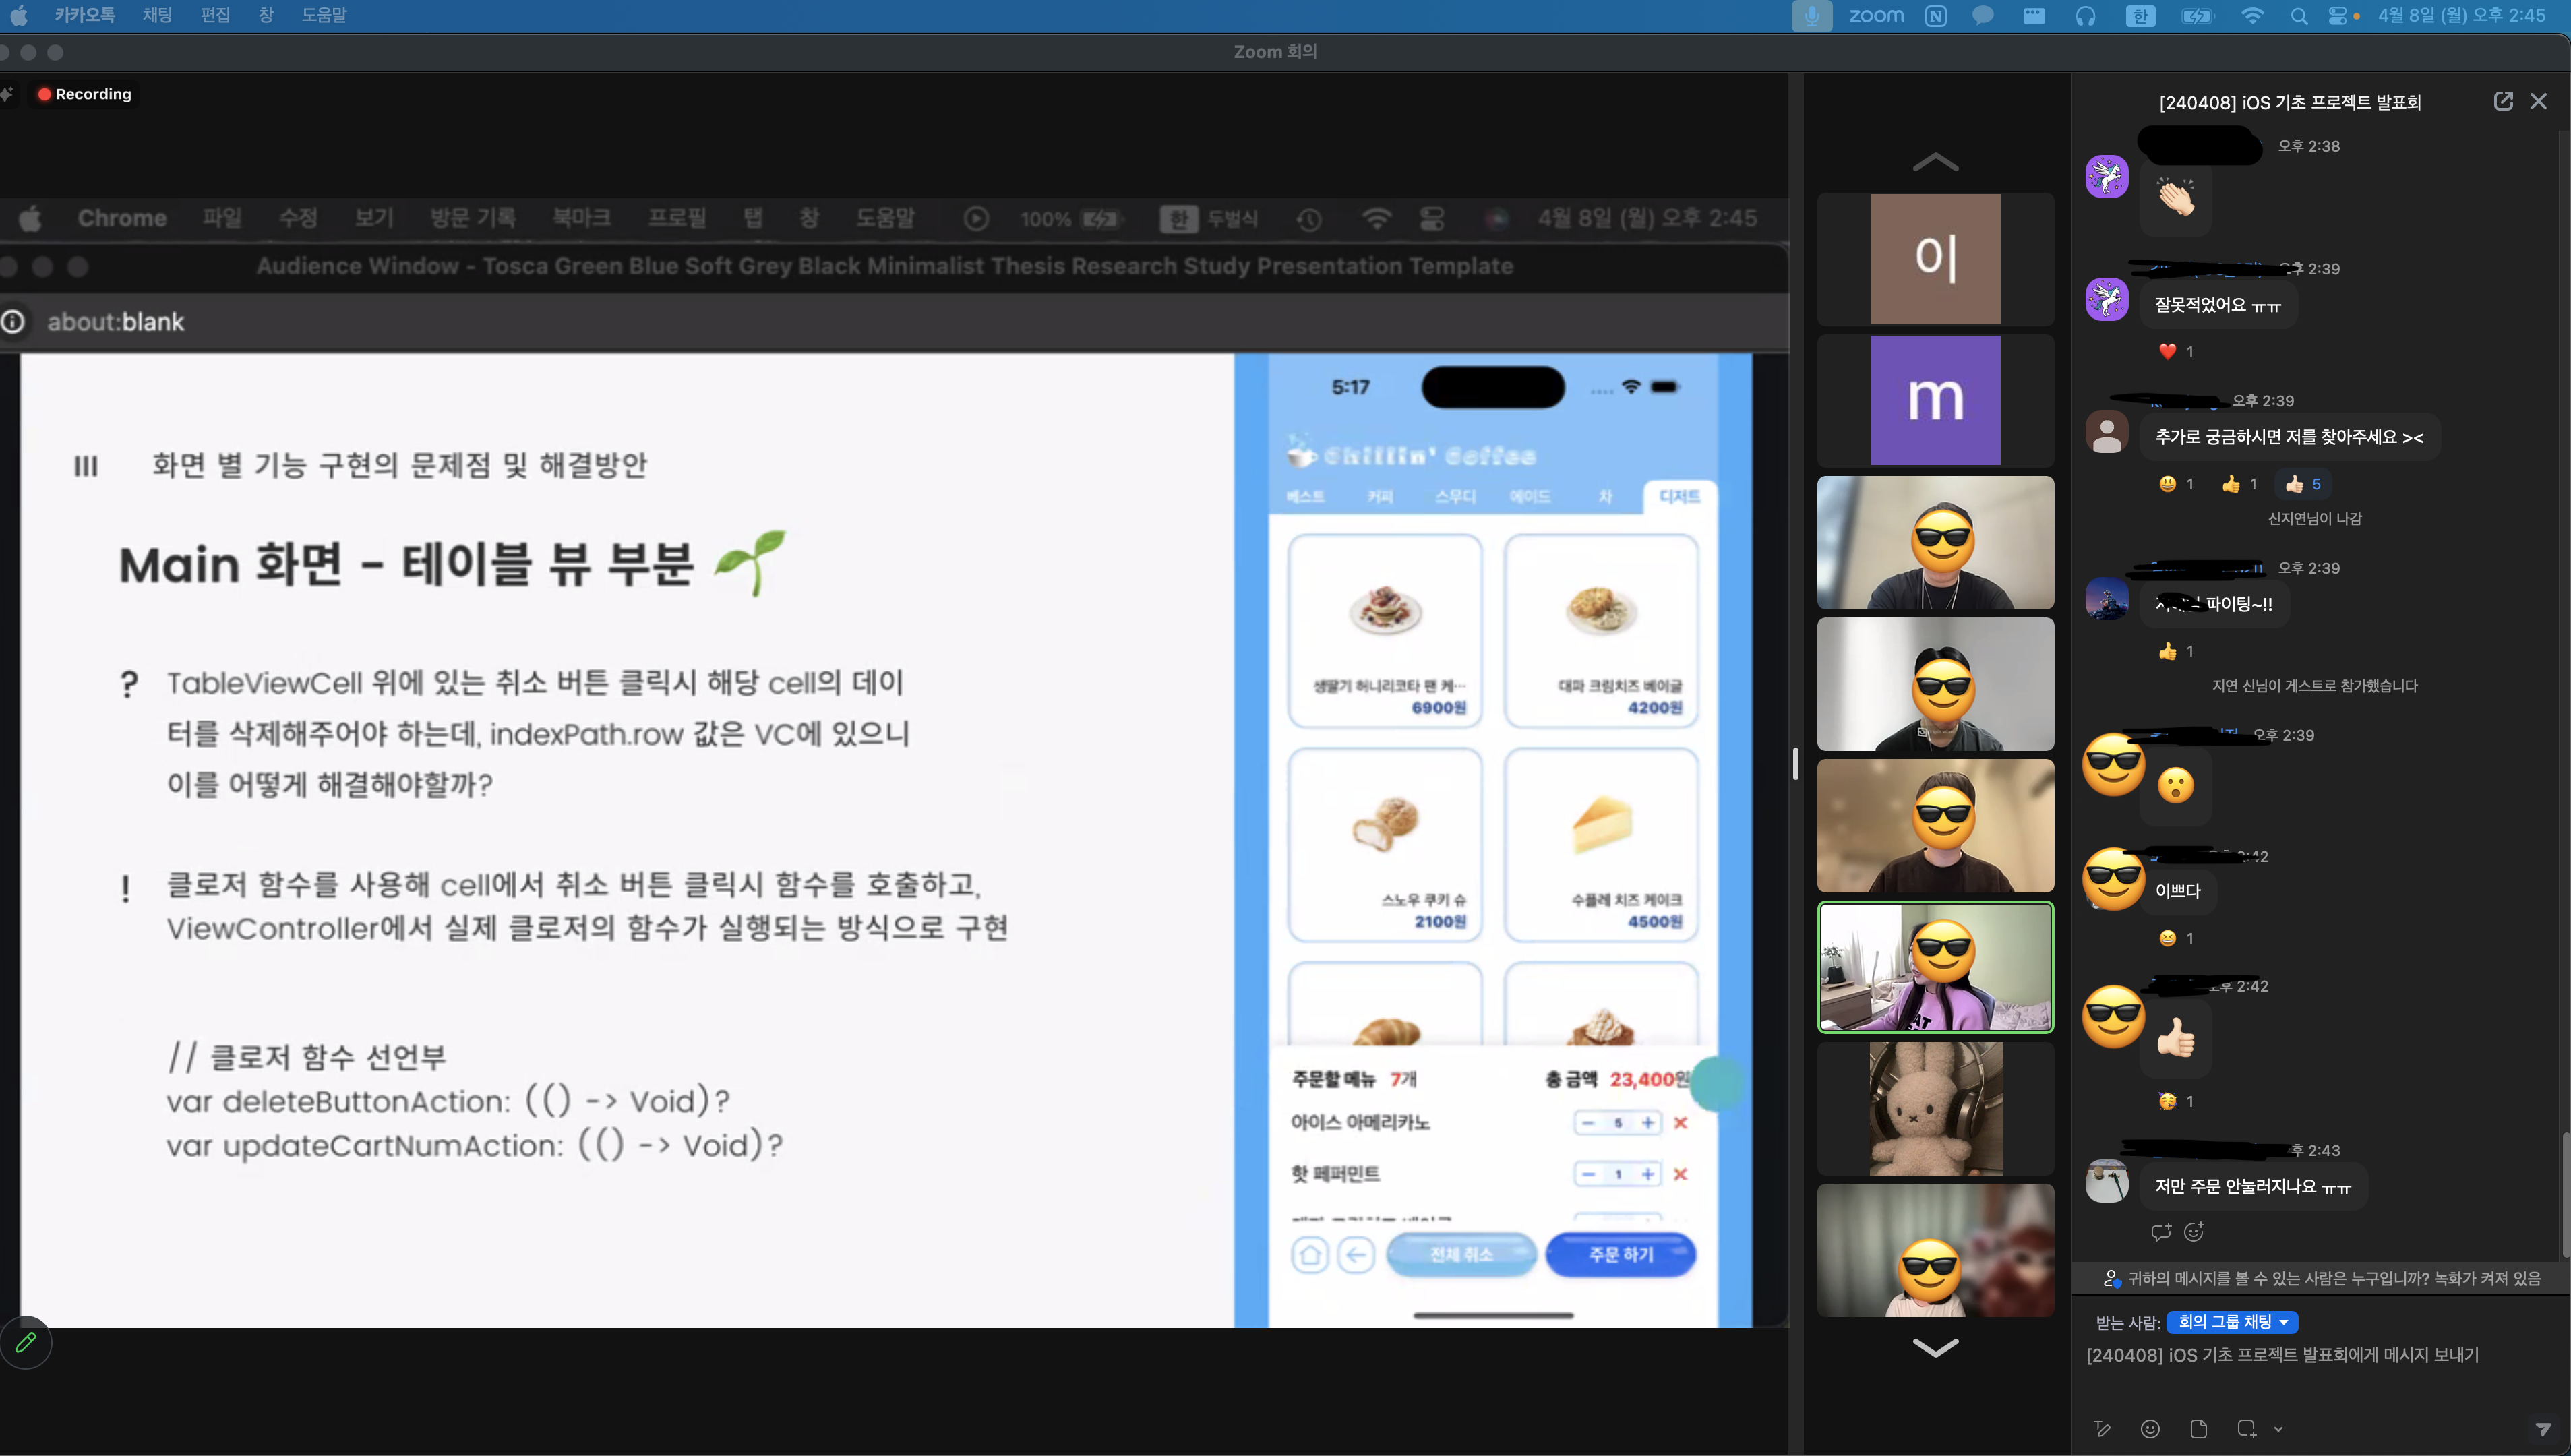 카카오톡 채팅 편집 창 도움말
zoom
한
4월 8일 (월) 오후 2:45
Zoom 회의
Recording
Chrome 파일 수정 보기 방문 기록 북마크 프로필 탭 창 도움말 100% 한 두벌식 4월 8일 (월) 오후 2:45
Audience Window - Tosca Green Blue Soft Grey Black Minimalist Thesis Research Study Presentation Template
about:blank
III 화면 별 기능 구현의 문제점 및 해결방안
Main 화면 - 테이블 뷰 부분
? TableViewCell 위에 있는 취소 버튼 클릭시 해당 cell의 데이
터를 삭제해주어야 하는데, indexPath.row 값은 VC에 있으니
이를 어떻게 해결해야할까?
! 클로저 함수를 사용해 cell에서 취소 버튼 클릭시 함수를 호출하고,
ViewController에서 실제 클로저의 함수가 실행되는 방식으로 구현
// 클로저 함수 선언부
var deleteButtonAction: (() -> Void)?
var updateCartNumAction: (() -> Void)?
5:17
Chillin' Coffee
베스트 커피 스무디 에이드 차 디저트
생딸기 허니리코타 팬 케…
6900원
대파 크림치즈 베이글
4200원
스노우 쿠키 슈
2100원
수플레 치즈 케이크
4500원
주문할 메뉴 7개 총 금액 23,400원
아이스 아메리카노 − 5 +
핫 페퍼민트 − 1 +
전체 취소 주문 하기
이
m
[240408] iOS 기초 프로젝트 발표회
오후 2:38
오후 2:39
잘못적었어요 ㅠㅠ
1
오후 2:39
추가로 궁금하시면 저를 찾아주세요 ><
1 1 5
신지연님이 나감
오후 2:39
파이팅~!!
1
지연 신님이 게스트로 참가했습니다
오후 2:39
이쁘다
1
2:42
1
2:43
저만 주문 안눌러지나요 ㅠㅠ
귀하의 메시지를 볼 수 있는 사람은 누구입니까? 녹화가 켜져 있음
받는 사람: 회의 그룹 채팅
[240408] iOS 기초 프로젝트 발표회에게 메시지 보내기